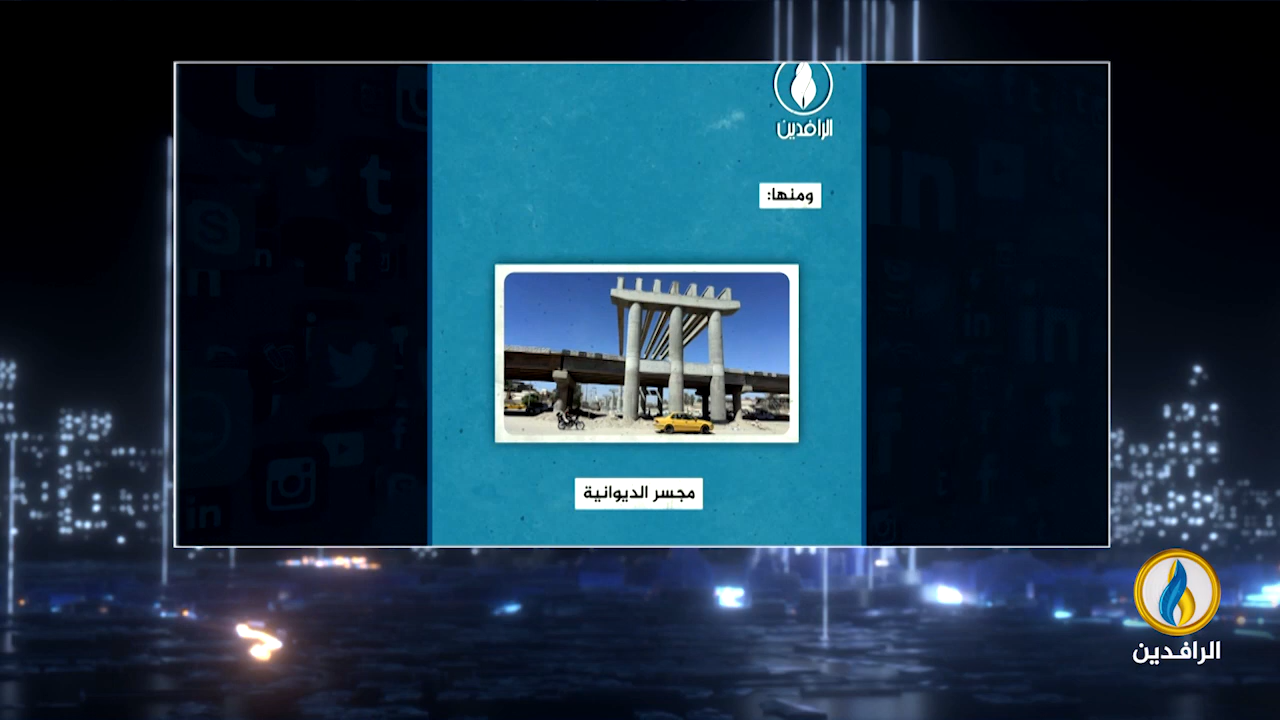 الرافدين
ومنها:
مجسر الديوانية
الرافدين